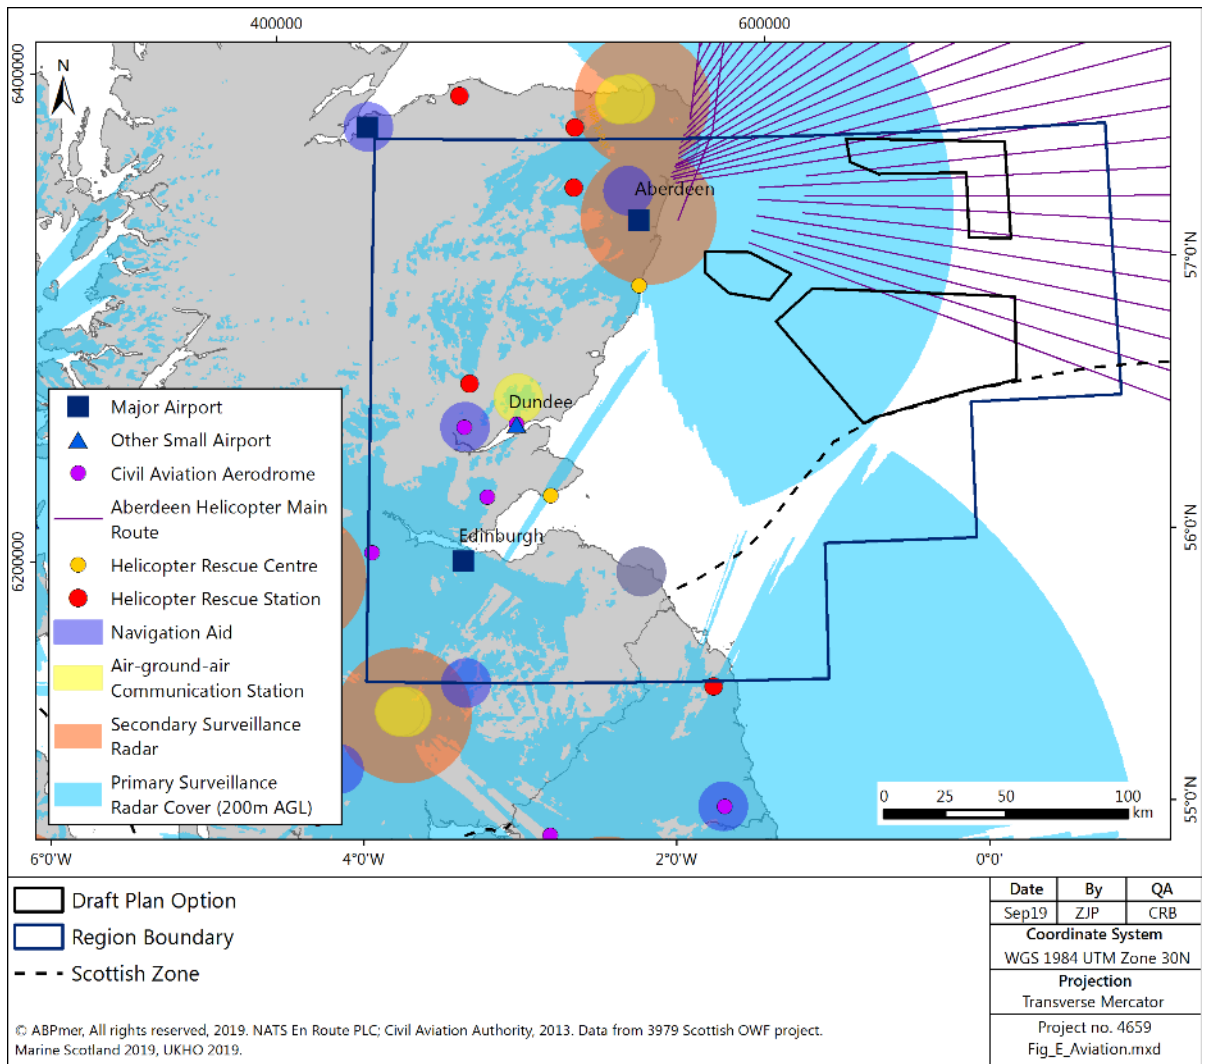 400000
600000
6400000
N
Aberdeen
57°0'N
Dundee
Major Airport
Other Small Airport
Civil Aviation Aerodrome
Aberdeen Helicopter Main
Route
Helicopter Rescue Centre
Helicopter Rescue Station
Navigation Aid
Air-ground-air
Communication Station
Secondary Surveillance
Radar
Primary Surveillance
Radar Cover (200m AGL)
Edinburgh
6200000
56°0'N
0 25 50 100
km
55°0'N
6°0'W
4°0'W
2°0'W
0°0'
Draft Plan Option
Region Boundary
Scottish Zone
© ABPmer, All rights reserved, 2019. NATS En Route PLC; Civil Aviation Authority, 2013. Data from 3979 Scottish OWF project.
Marine Scotland 2019, UKHO 2019.
Date By QA
Sep19 ZJP CRB
Coordinate System
WGS 1984 UTM Zone 30N
Projection
Transverse Mercator
Project no. 4659
Fig_E_Aviation.mxd